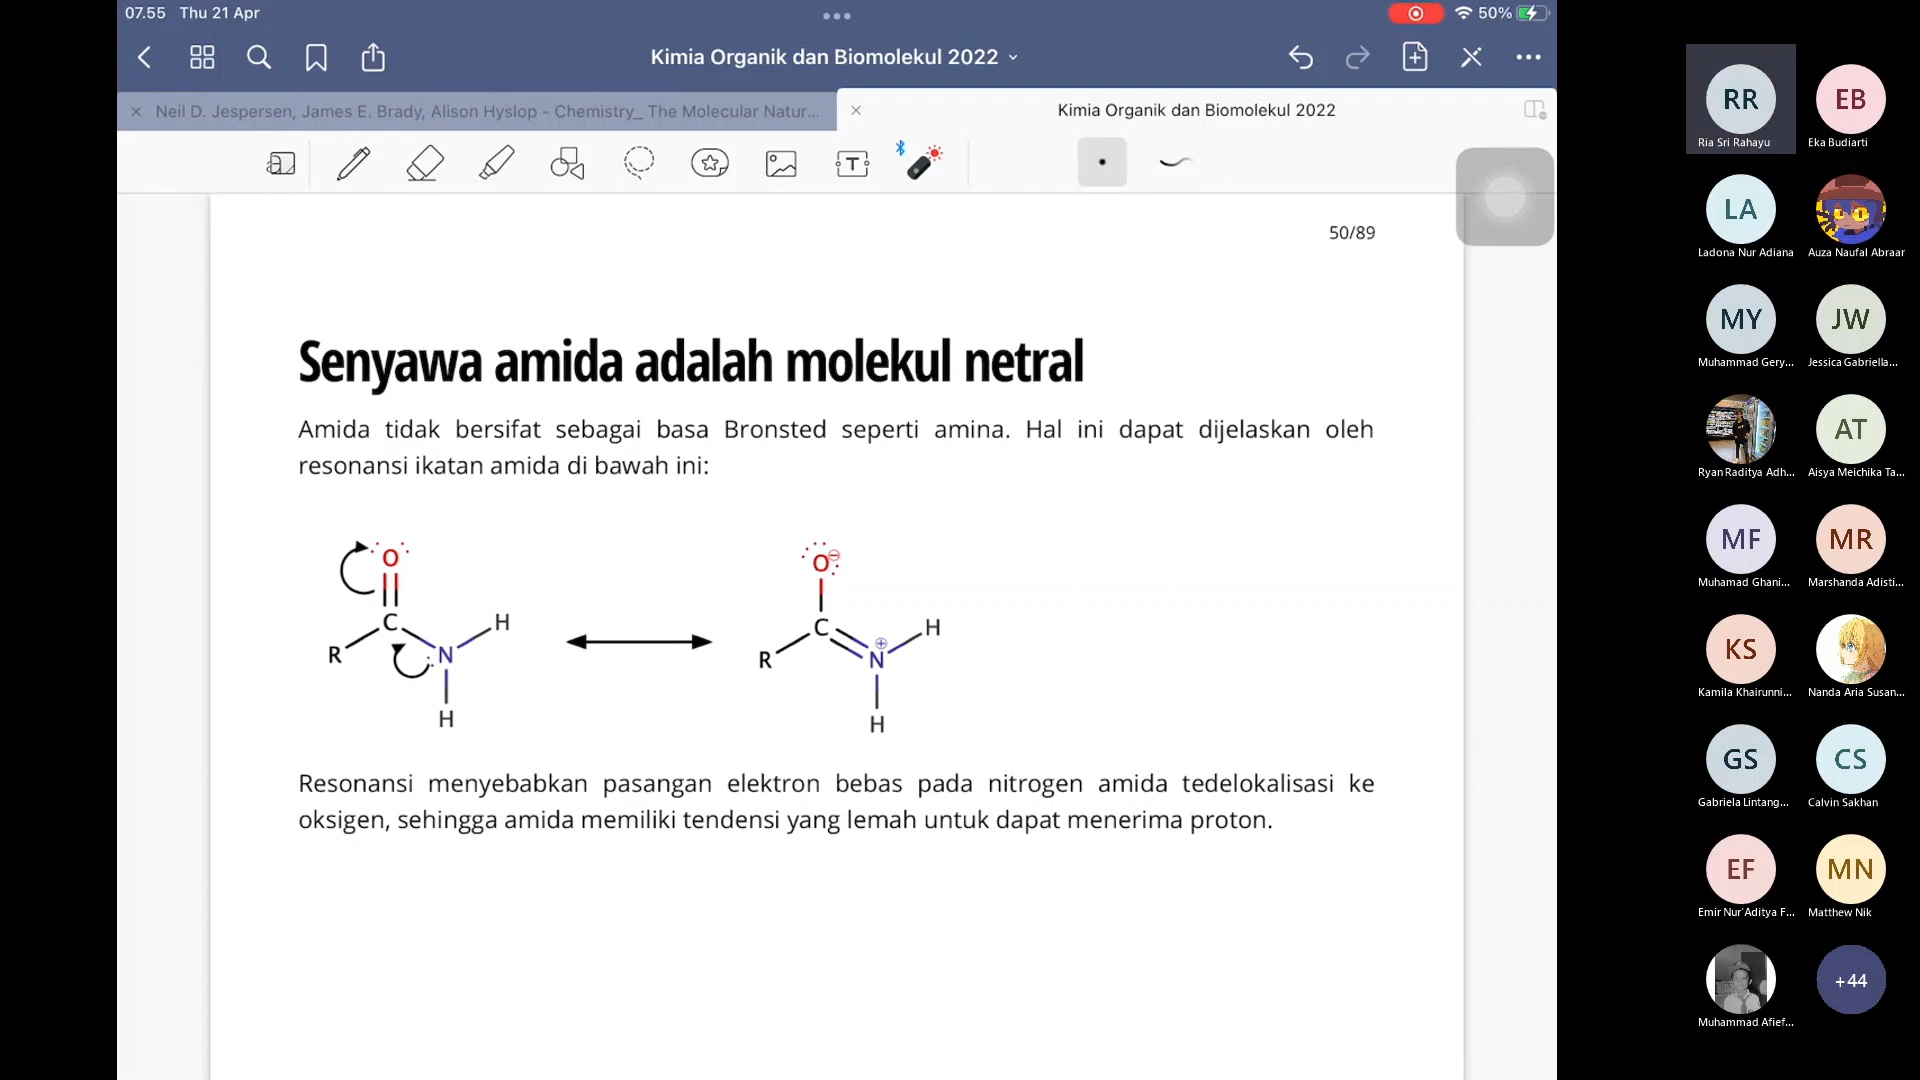 07.55 Thu 21 Apr
50%
Kimia Organik dan Biomolekul 2022
Neil D. Jespersen, James E. Brady, Alison Hyslop - Chemistry_ The Molecular Natur...
Kimia Organik dan Biomolekul 2022
T
50/89
Senyawa amida adalah molekul netral
Amida tidak bersifat sebagai basa Bronsted seperti amina. Hal ini dapat dijelaskan oleh
resonansi ikatan amida di bawah ini:
O
C
R
N
H
H
O⊖
C
R
N⊕
H
H
Resonansi menyebabkan pasangan elektron bebas pada nitrogen amida tedelokalisasi ke
oksigen, sehingga amida memiliki tendensi yang lemah untuk dapat menerima proton.
RR
Ria Sri Rahayu
EB
Eka Budiarti
LA
Ladona Nur Adiana
Auza Naufal Abraar
MY
Muhammad Gery...
JW
Jessica Gabriella...
Ryan Raditya Adh...
AT
Aisya Meichika Ta...
MF
Muhamad Ghani...
MR
Marshanda Adisti...
KS
Kamila Khairunni...
Nanda Aria Susan...
GS
Gabriela Lintang...
CS
Calvin Sakhan
EF
Emir Nur'Aditya F...
MN
Matthew Nik
Muhammad Afief...
+44